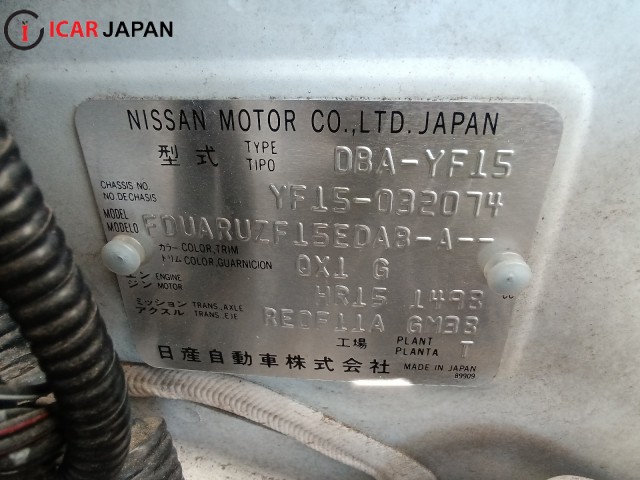 ICAR JAPAN
NISSAN MOTOR CO.,LTD. JAPAN
型式 TYPE TIPO DBA-YF15
CHASSIS NO. NO.DE CHASIS YF15-032074
MODEL MODELO FDUARUZF15EDA3-A--
カラー COLOR,TRIM トリム COLOR,GUARNICION QX1 G
エンジン ENGINE MOTOR HR15 1498 cc
ミッション TRANS.,AXLE アクスル TRANS.,EJE RE0F11A GM38
工場 PLANT PLANTA T
日産自動車株式会社 MADE IN JAPAN
89909